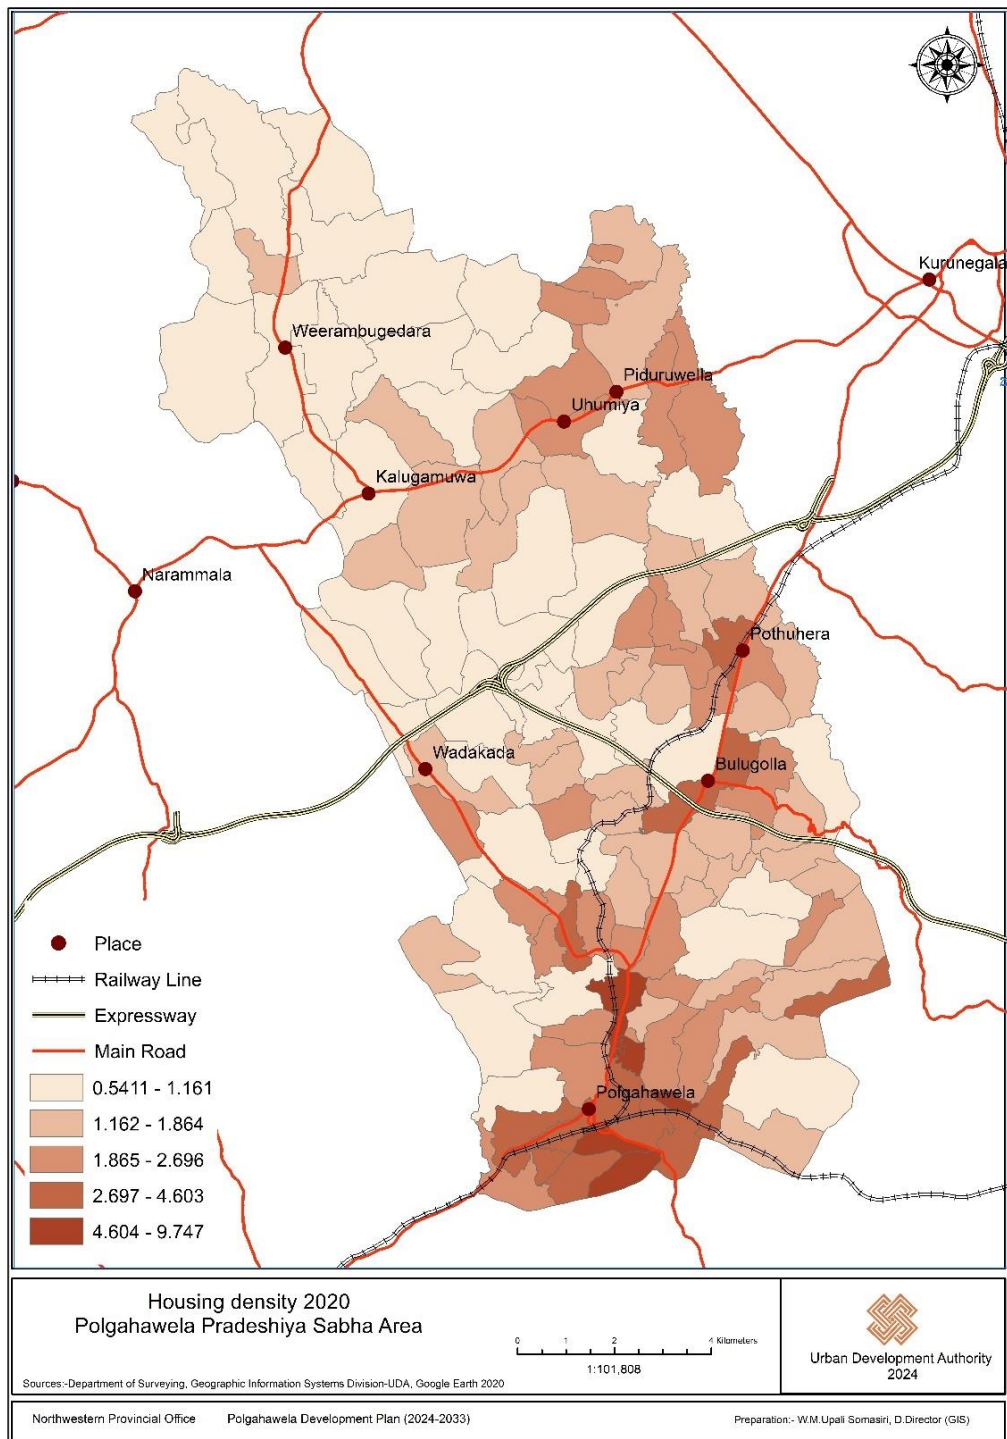 Kurunegala
Weerambugedara
Piduruwella
Uhumiya
Kalugamuwa
Narammala
Pothuhera
Wadakada
Bulugolla
Polgahawela
Place
Railway Line
Expressway
Main Road
0.5411 - 1.161
1.162 - 1.864
1.865 - 2.696
2.697 - 4.603
4.604 - 9.747
Housing density 2020
Polgahawela Pradeshiya Sabha Area
0 1 2 4 Kilometers
1:101,808
Sources:-Department of Surveying, Geographic Information Systems Division-UDA, Google Earth 2020
Urban Development Authority
2024
Northwestern Provincial Office Polgahawela Development Plan (2024-2033) Preparation:- W.M.Upali Somasiri, D.Director (GIS)